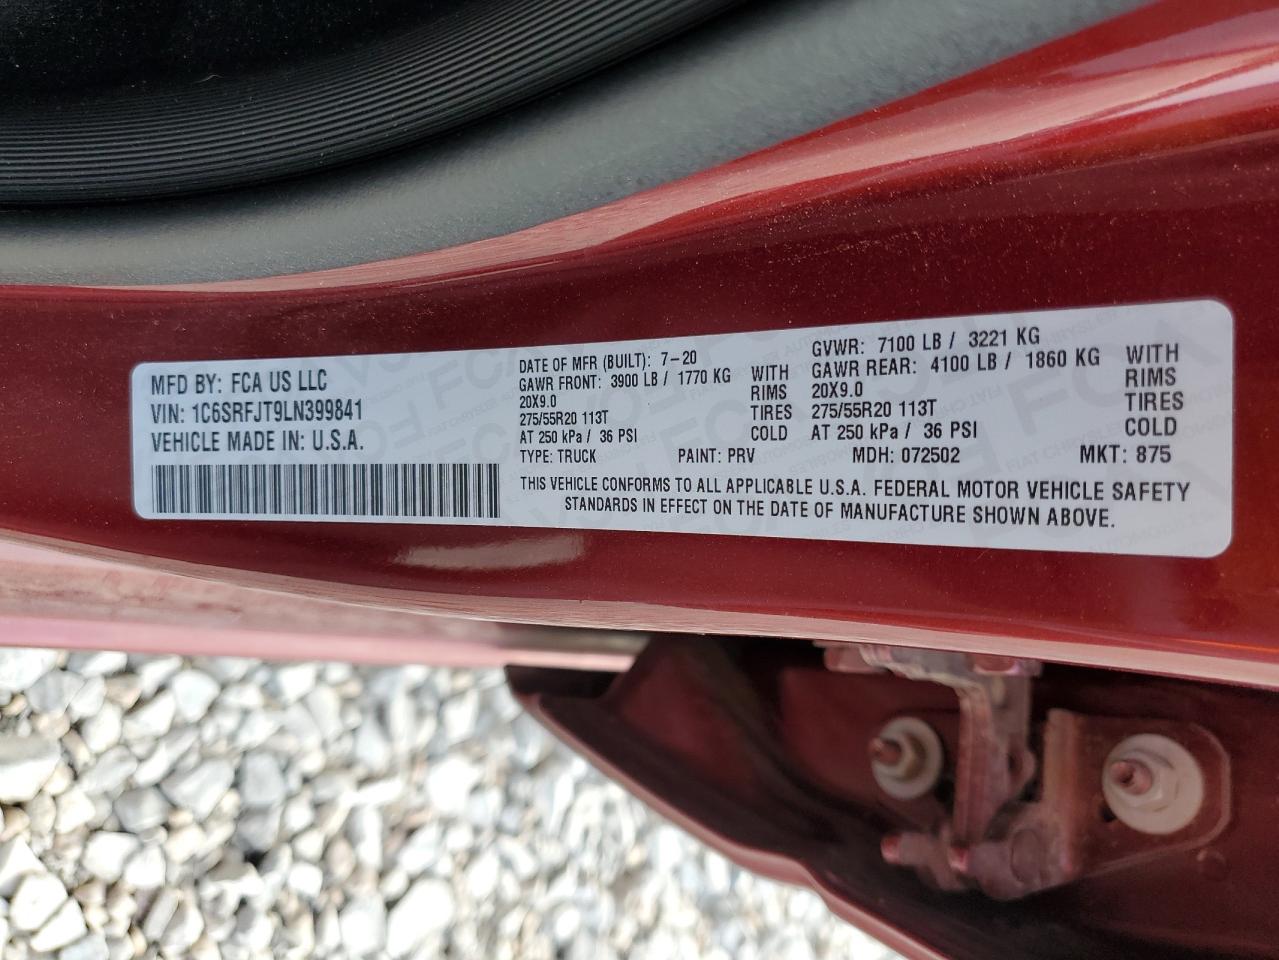 MFD BY: FCA US LLC
VIN: 1C6SRFJT9LN399841
VEHICLE MADE IN: U.S.A.
DATE OF MFR (BUILT): 7-20
GAWR FRONT: 3900 LB / 1770 KG WITH
20X9.0 RIMS
275/55R20 113T TIRES
AT 250 kPa / 36 PSI COLD
GVWR: 7100 LB / 3221 KG
GAWR REAR: 4100 LB / 1860 KG WITH
20X9.0 RIMS
275/55R20 113T TIRES
AT 250 kPa / 36 PSI COLD
TYPE: TRUCK PAINT: PRV MDH: 072502 MKT: 875
THIS VEHICLE CONFORMS TO ALL APPLICABLE U.S.A. FEDERAL MOTOR VEHICLE SAFETY
STANDARDS IN EFFECT ON THE DATE OF MANUFACTURE SHOWN ABOVE.